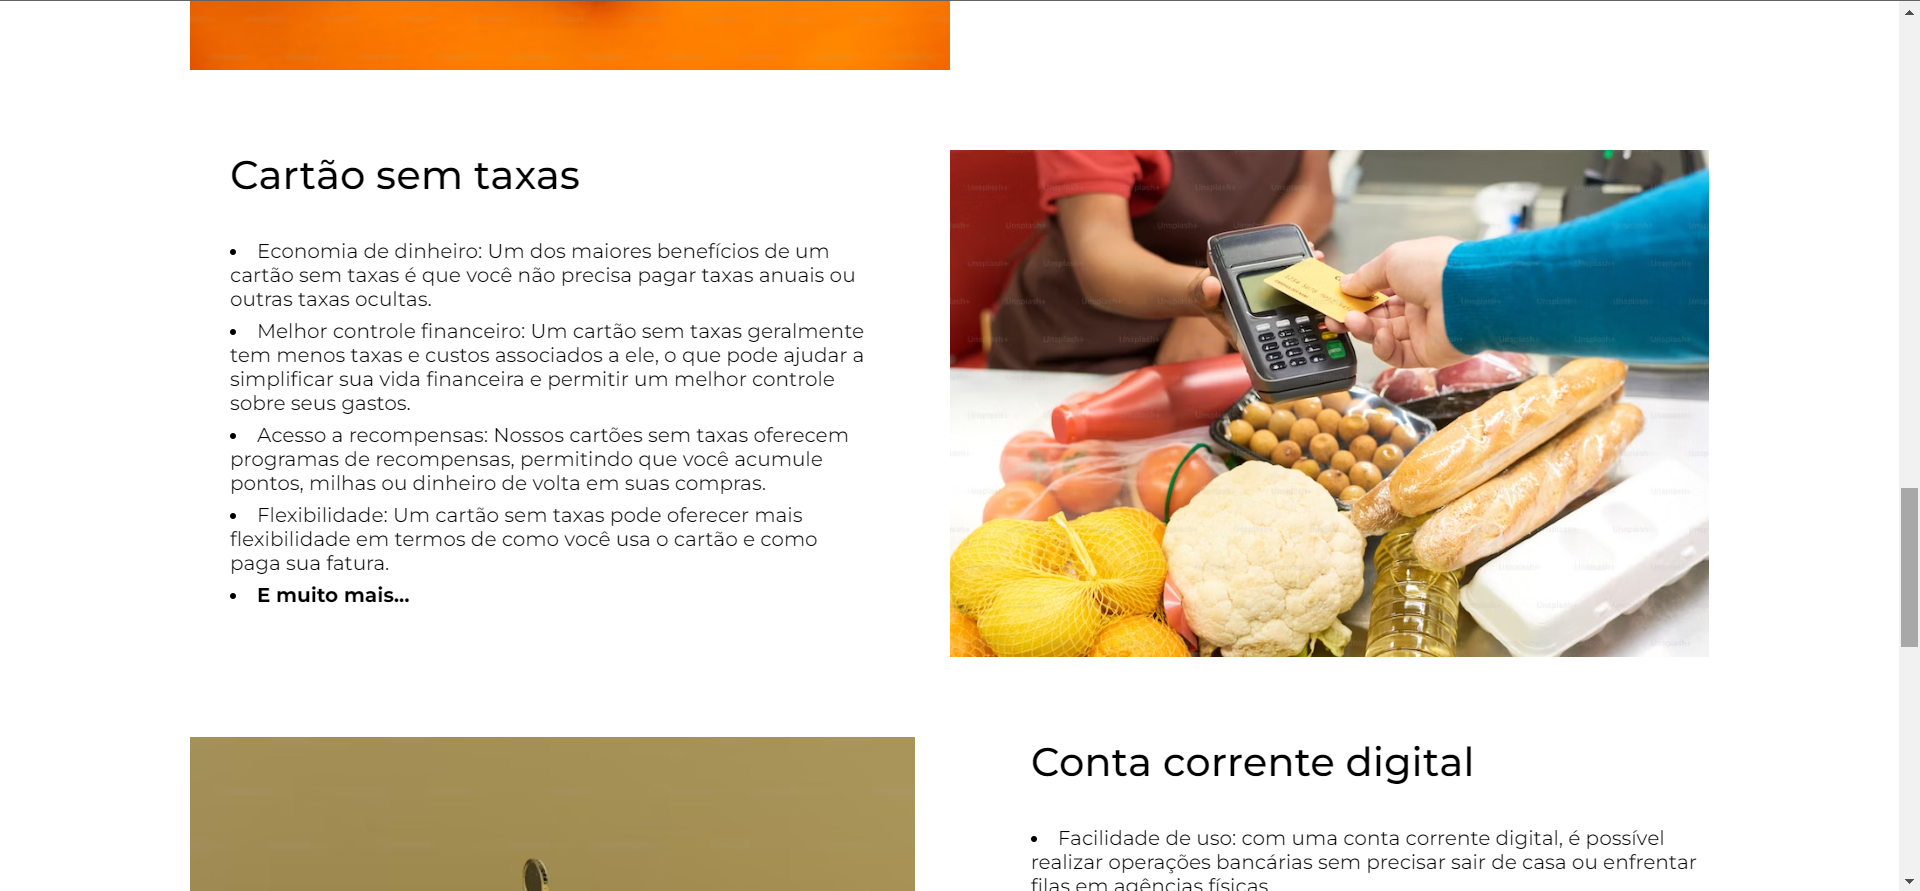 Cartão sem taxas
• Economia de dinheiro: Um dos maiores benefícios de um
cartão sem taxas é que você não precisa pagar taxas anuais ou
outras taxas ocultas.
• Melhor controle financeiro: Um cartão sem taxas geralmente
tem menos taxas e custos associados a ele, o que pode ajudar a
simplificar sua vida financeira e permitir um melhor controle
sobre seus gastos.
• Acesso a recompensas: Nossos cartões sem taxas oferecem
programas de recompensas, permitindo que você acumule
pontos, milhas ou dinheiro de volta em suas compras.
• Flexibilidade: Um cartão sem taxas pode oferecer mais
flexibilidade em termos de como você usa o cartão e como
paga sua fatura.
• E muito mais...
Unsplash+
Conta corrente digital
• Facilidade de uso: com uma conta corrente digital, é possível
realizar operações bancárias sem precisar sair de casa ou enfrentar
filas em agências físicas